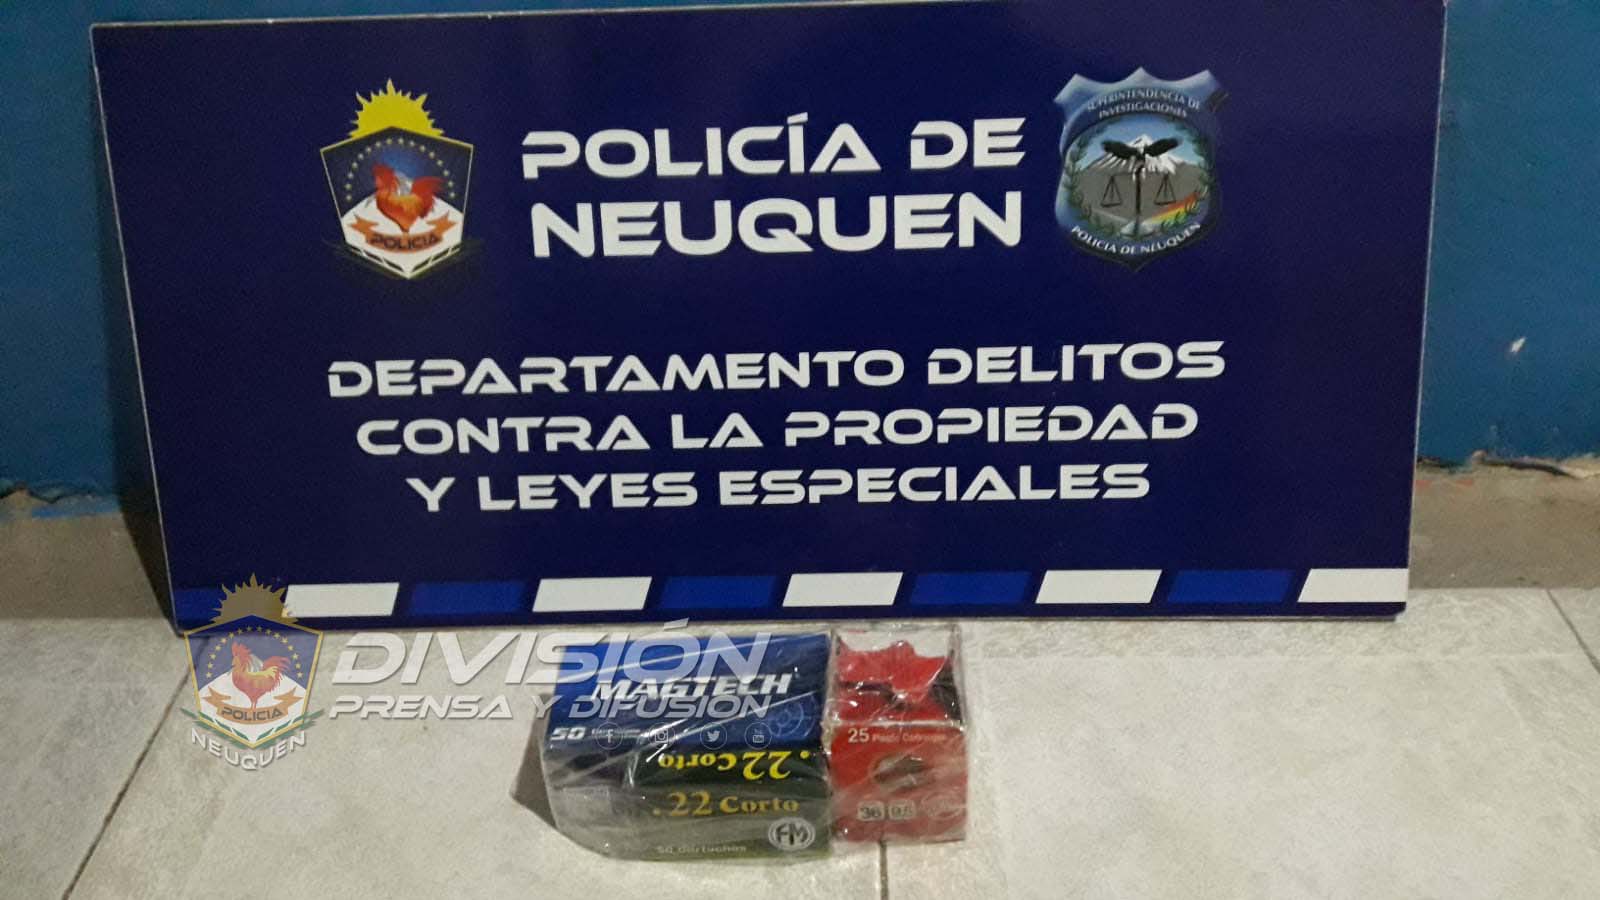 POLICÍA DE
NEUQUEN
POLICIA
SUPERINTENDENCIA DE
INVESTIGACIONES
POLICIA DE NEUQUEN
DEPARTAMENTO DELITOS
CONTRA LA PROPIEDAD
Y LEYES ESPECIALES
POLICIA
NEUQUÉN
DIVISIÓN
PRENSA Y DIFUSIÓN
MAGTECH
50
.22 Corto
.22 Corto
FM
50 Cartuchos
25
36